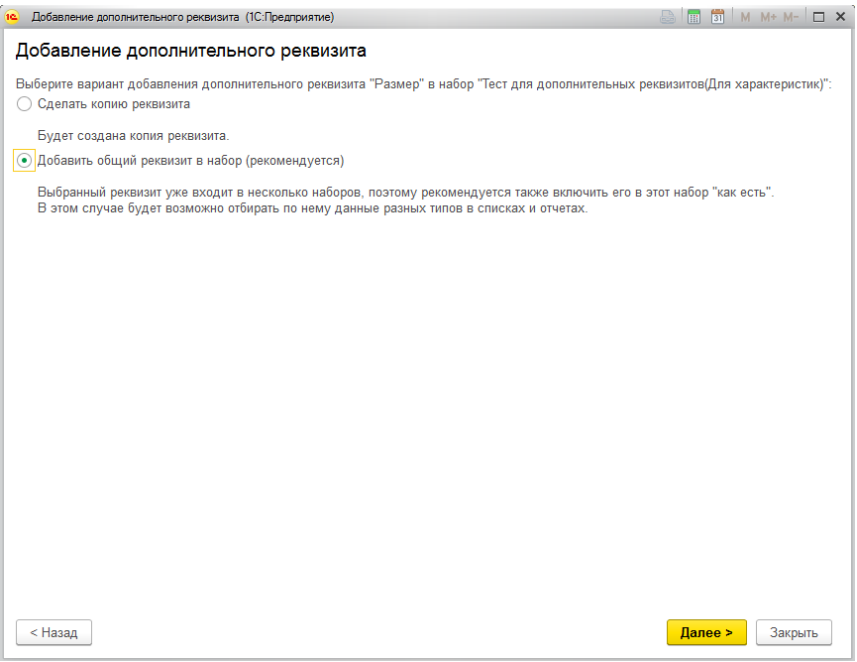 1С Добавление дополнительного реквизита (1С:Предприятие) 31 M M+ M-
Добавление дополнительного реквизита
Выберите вариант добавления дополнительного реквизита "Размер" в набор "Тест для дополнительных реквизитов(Для характеристик)":
Сделать копию реквизита
Будет создана копия реквизита.
Добавить общий реквизит в набор (рекомендуется)
Выбранный реквизит уже входит в несколько наборов, поэтому рекомендуется также включить его в этот набор "как есть".
В этом случае будет возможно отбирать по нему данные разных типов в списках и отчетах.
< Назад Далее > Закрыть